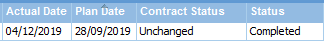 Actual Date Plan Date Contract Status Status
04/12/2019 28/09/2019 Unchanged Completed